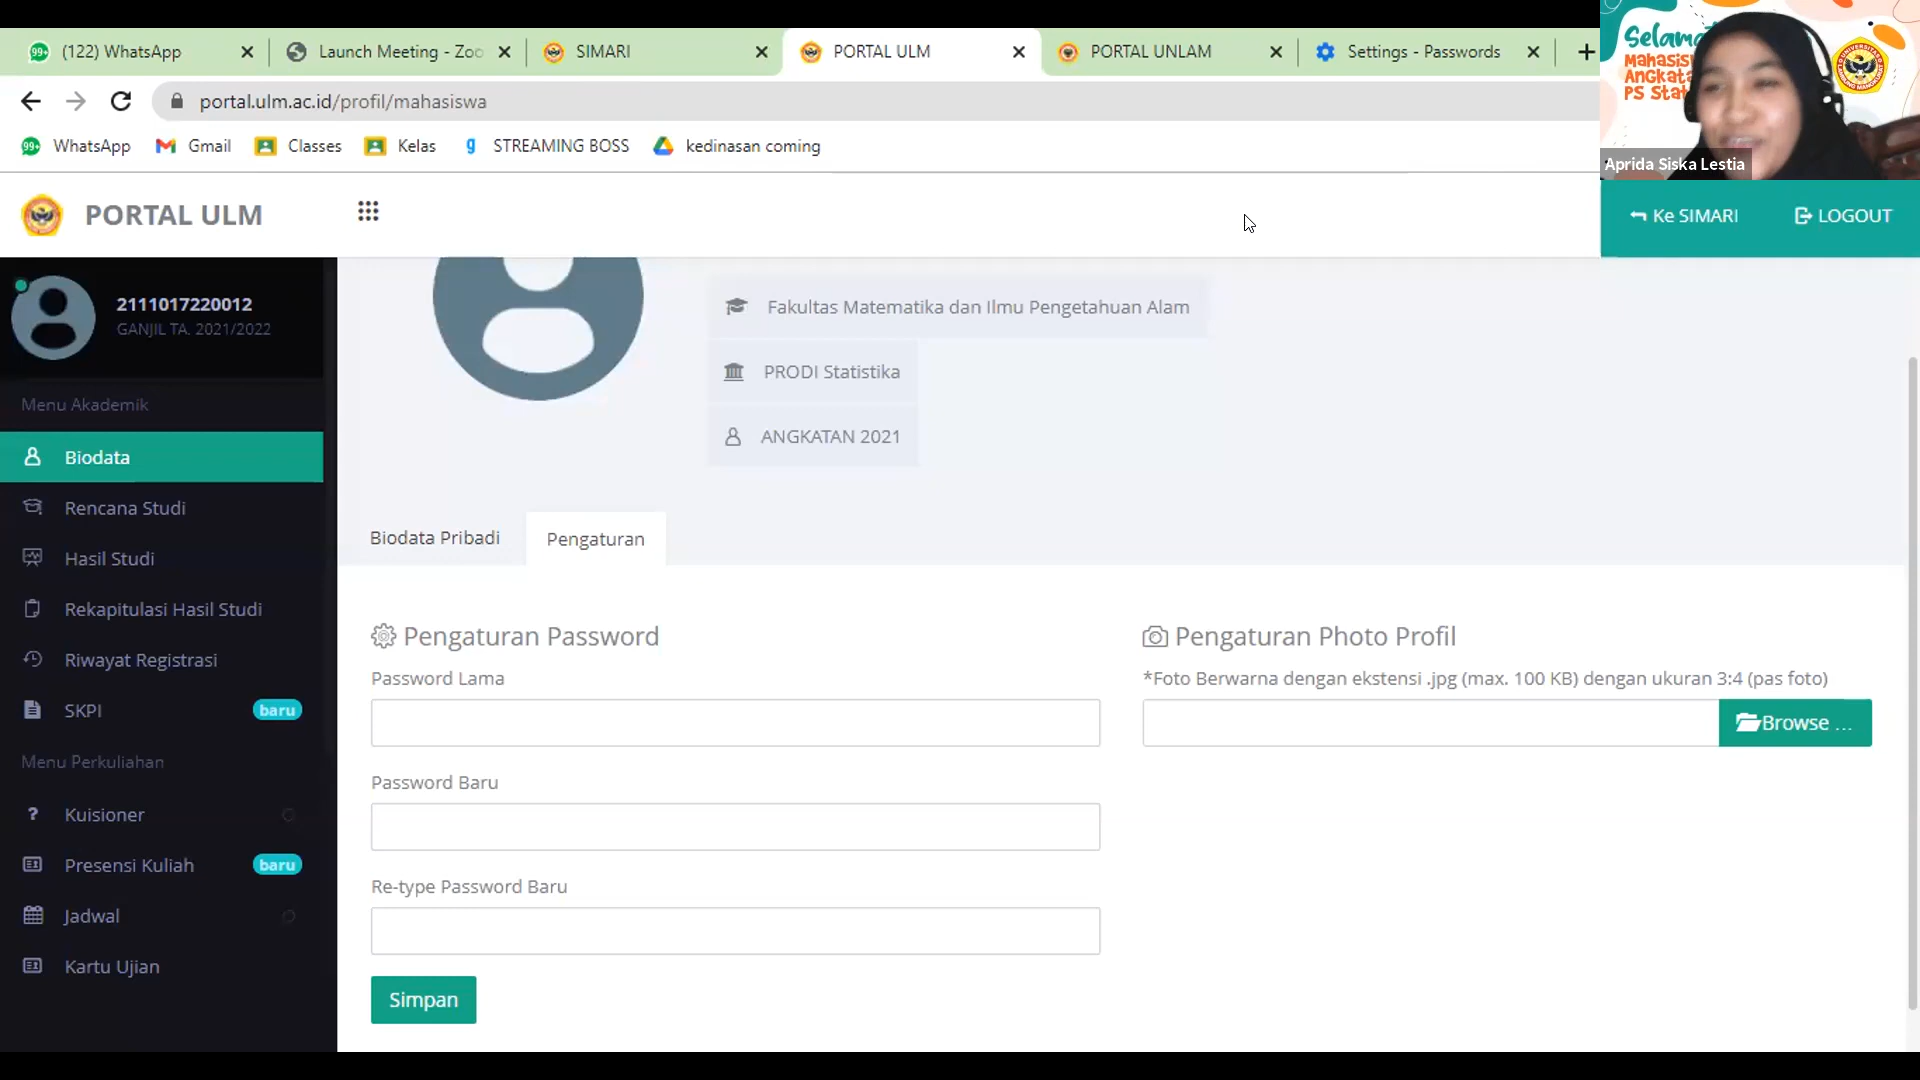 (122) WhatsApp
Launch Meeting - Zoo
SIMARI
PORTAL ULM
PORTAL UNLAM
Settings - Passwords
portal.ulm.ac.id/profil/mahasiswa
WhatsApp
Gmail
Classes
Kelas
STREAMING BOSS
kedinasan coming
Aprida Siska Lestia
PORTAL ULM
Ke SIMARI
LOGOUT
2111017220012
GANJIL TA. 2021/2022
Menu Akademik
Biodata
Rencana Studi
Hasil Studi
Rekapitulasi Hasil Studi
Riwayat Registrasi
SKPI
baru
Menu Perkuliahan
Kuisioner
Presensi Kuliah
baru
Jadwal
Kartu Ujian
Fakultas Matematika dan Ilmu Pengetahuan Alam
PRODI Statistika
ANGKATAN 2021
Biodata Pribadi
Pengaturan
Pengaturan Password
Password Lama
Password Baru
Re-type Password Baru
Simpan
Pengaturan Photo Profil
*Foto Berwarna dengan ekstensi .jpg (max. 100 KB) dengan ukuran 3:4 (pas foto)
Browse ...